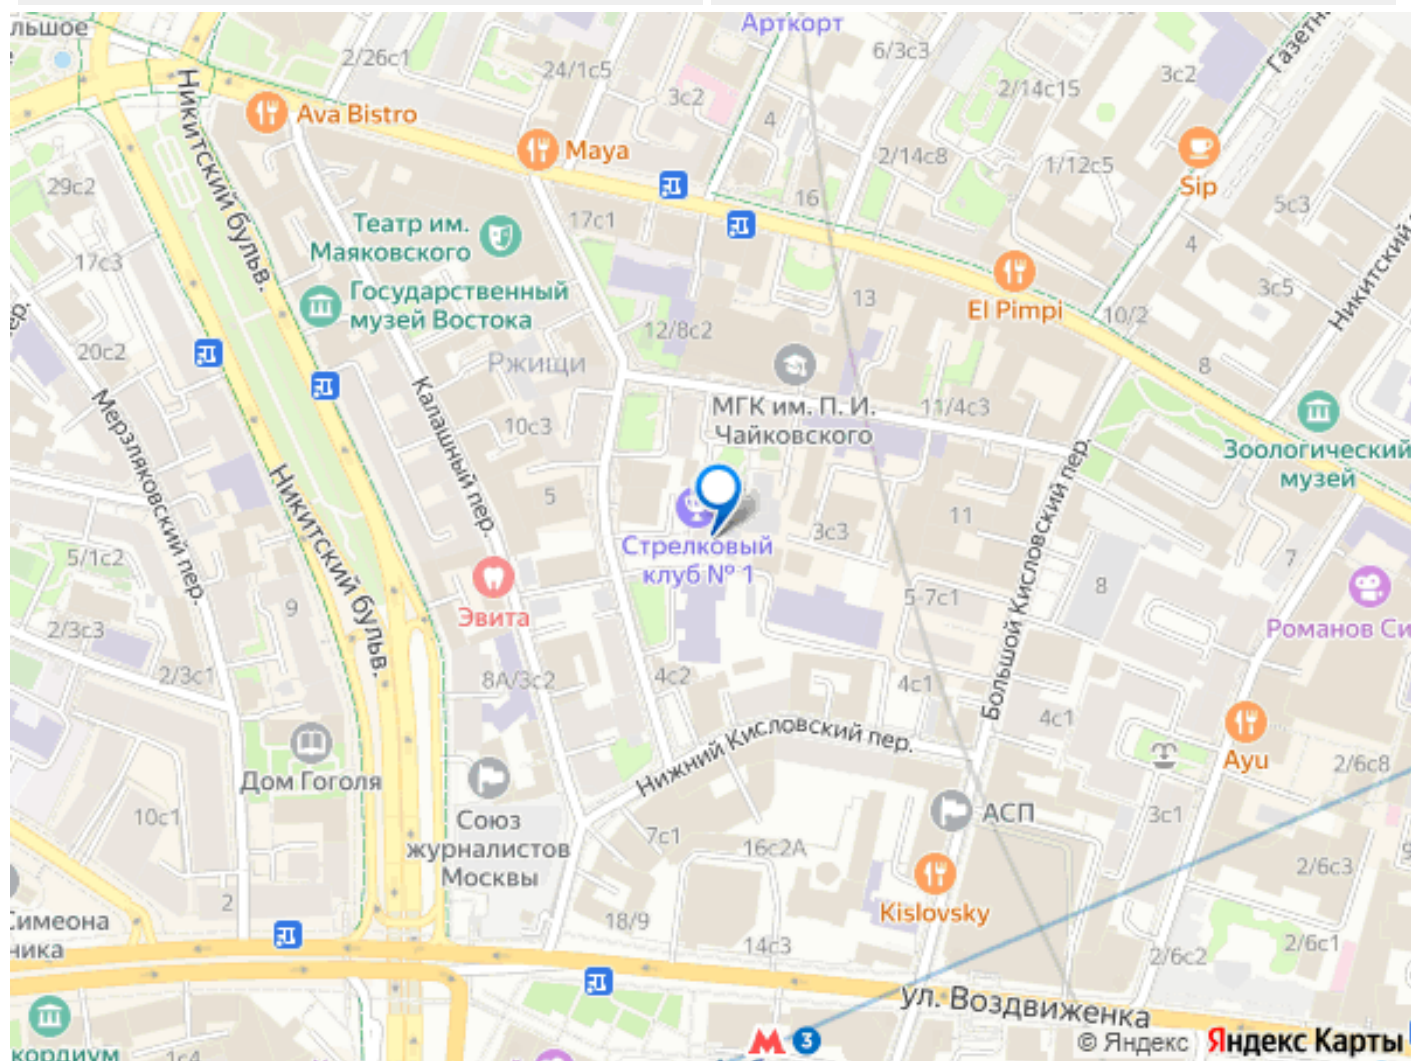 льшое
2/26с1
Арткорт
6/3с3
Газетн
24/1с5
3с2
3с2
2/14с15
Ava Bistro
4
Maya
2/14с8
1/12с5
Sip
29с2
Никитский бульв.
16
5с3
17с1
Театр им.
Маяковского
4
17с3
Государственный
музей Востока
13
El Pimpi
3с5
Никитский
10/2
ер.
12/8с2
20с2
Ржищи
8
МГК им. П. И.
Чайковского
11/4с3
Мерзляковский пер.
Калашный пер.
10с3
Зоологический
музей
5
11
3с3
Стрелковый
клуб № 1
Никитский бульв.
Большой Кисловский пер.
7
5/1с2
8
9
Эвита
5-7с1
2/3с3
Романов Си
2/3с1
8А/3с2
4с2
4с1
4с1
Нижний Кисловский пер.
Дом Гоголя
Ayu
2/6с8
10с1
Союз
журналистов
Москвы
АСП
3с1
7с1
16с2А
2/6с3
2
Kislovsky
18/9
Симеона
ника
14с3
2/6с1
2/6с2
ул. Воздвиженка
кордиум
1с4
М
3
© Яндекс
Яндекс Карты